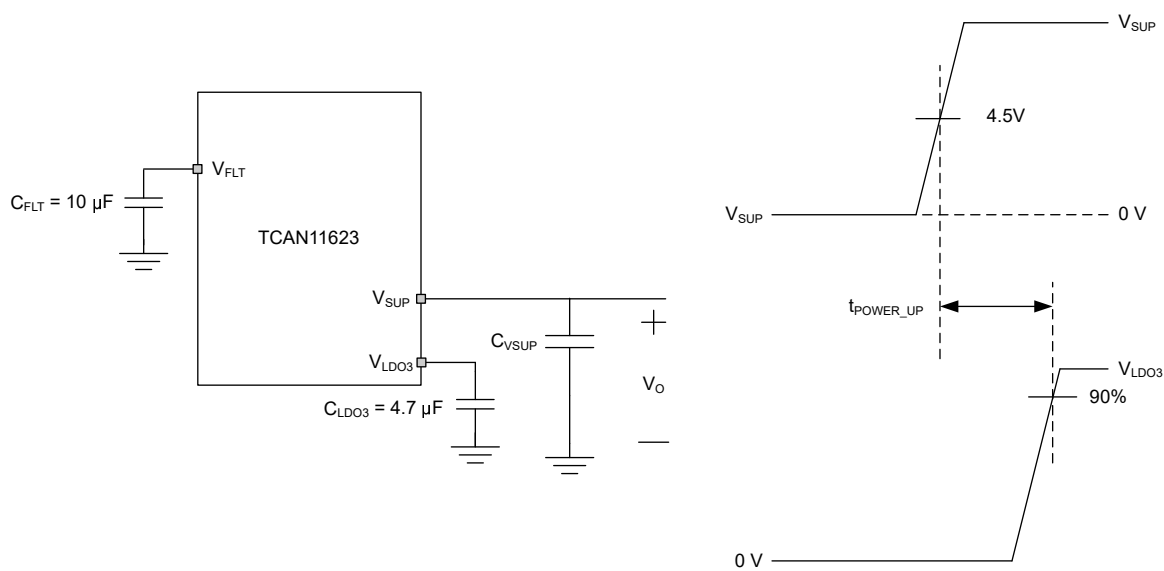 V_FLT
C_FLT = 10 µF
TCAN11623
V_SUP
C_VSUP
V_LDO3
C_LDO3 = 4.7 µF
+
V_O
—
V_SUP
4.5V
V_SUP
0 V
t_POWER_UP
V_LDO3
90%
0 V